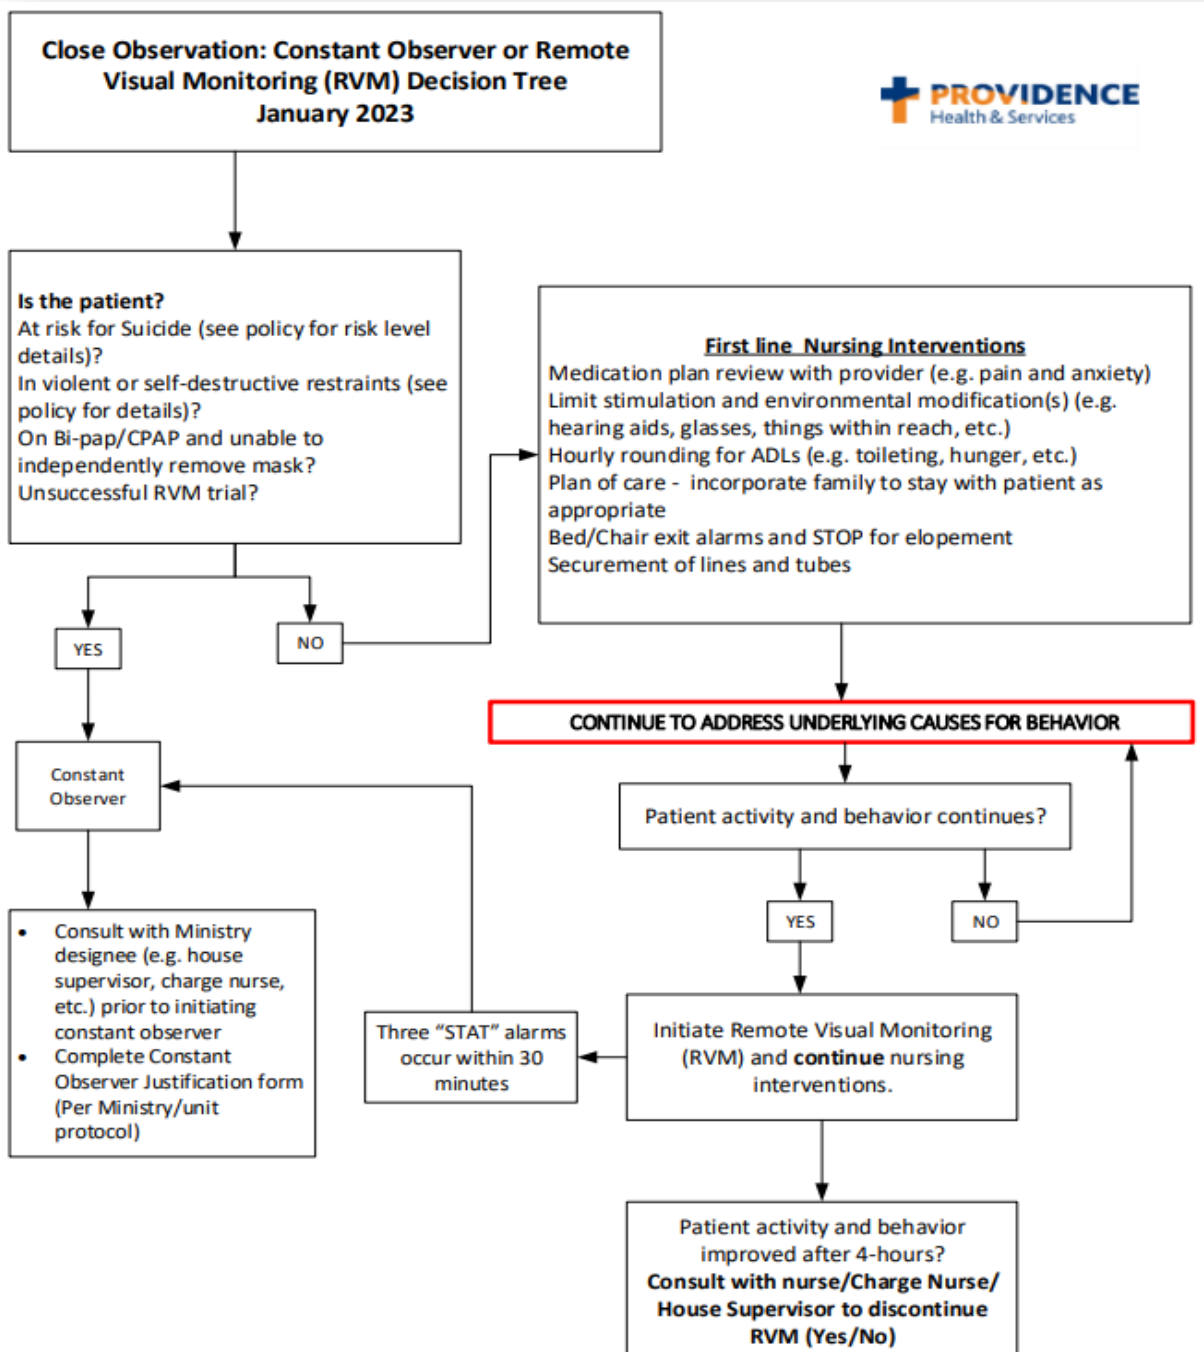 Close Observation: Constant Observer or Remote
Visual Monitoring (RVM) Decision Tree
January 2023
PROVIDENCE
Health & Services
Is the patient?
At risk for Suicide (see policy for risk level
details)?
In violent or self-destructive restraints (see
policy for details)?
On Bi-pap/CPAP and unable to
independently remove mask?
Unsuccessful RVM trial?
First line Nursing Interventions
Medication plan review with provider (e.g. pain and anxiety)
Limit stimulation and environmental modification(s) (e.g.
hearing aids, glasses, things within reach, etc.)
Hourly rounding for ADLs (e.g. toileting, hunger, etc.)
Plan of care - incorporate family to stay with patient as
appropriate
Bed/Chair exit alarms and STOP for elopement
Securement of lines and tubes
YES
NO
CONTINUE TO ADDRESS UNDERLYING CAUSES FOR BEHAVIOR
Constant
Observer
Patient activity and behavior continues?
YES
NO
• Consult with Ministry
designee (e.g. house
supervisor, charge nurse,
etc.) prior to initiating
constant observer
• Complete Constant
Observer Justification form
(Per Ministry/unit
protocol)
Three “STAT” alarms
occur within 30
minutes
Initiate Remote Visual Monitoring
(RVM) and continue nursing
interventions.
Patient activity and behavior
improved after 4-hours?
Consult with nurse/Charge Nurse/
House Supervisor to discontinue
RVM (Yes/No)